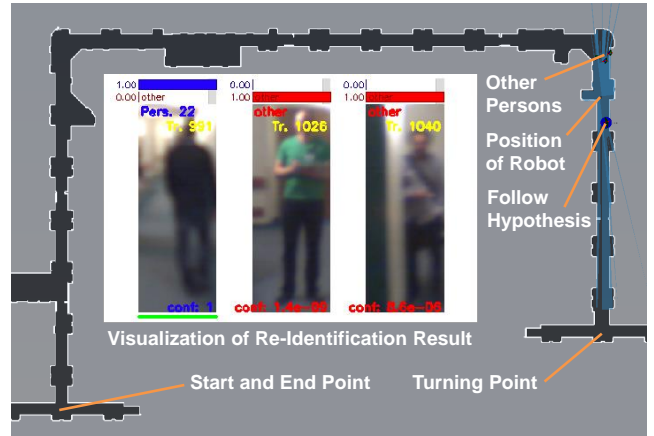 1.00
0.00 other
Pers. 22
Tr. 991
conf: 1
0.00
1.00 other
other
Tr. 1026
conf: 1.4e-05
0.00
1.00 other
other
Tr. 1040
conf: 8.6e-06
Other
Persons
Position
of Robot
Follow
Hypothesis
Visualization of Re-Identification Result
Start and End Point
Turning Point